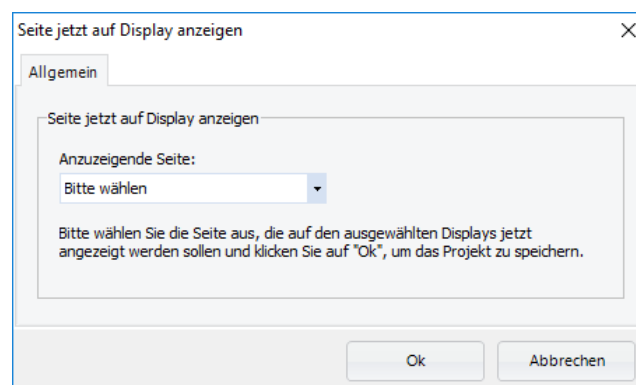 Seite jetzt auf Display anzeigen
Allgemein
Seite jetzt auf Display anzeigen
Anzuzeigende Seite:
Bitte wählen
Bitte wählen Sie die Seite aus, die auf den ausgewählten Displays jetzt
angezeigt werden sollen und klicken Sie auf "Ok", um das Projekt zu speichern.
Ok
Abbrechen